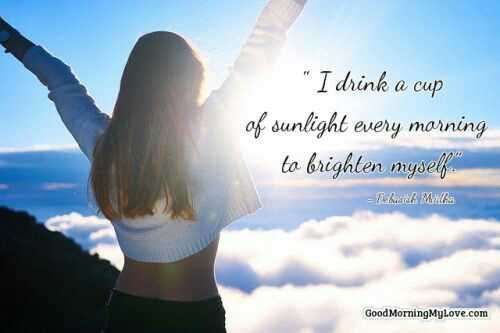 " I drink a cup
of sunlight every morning
to brighten myself."
- Debasish Mridha
GoodMorningMyLove.com